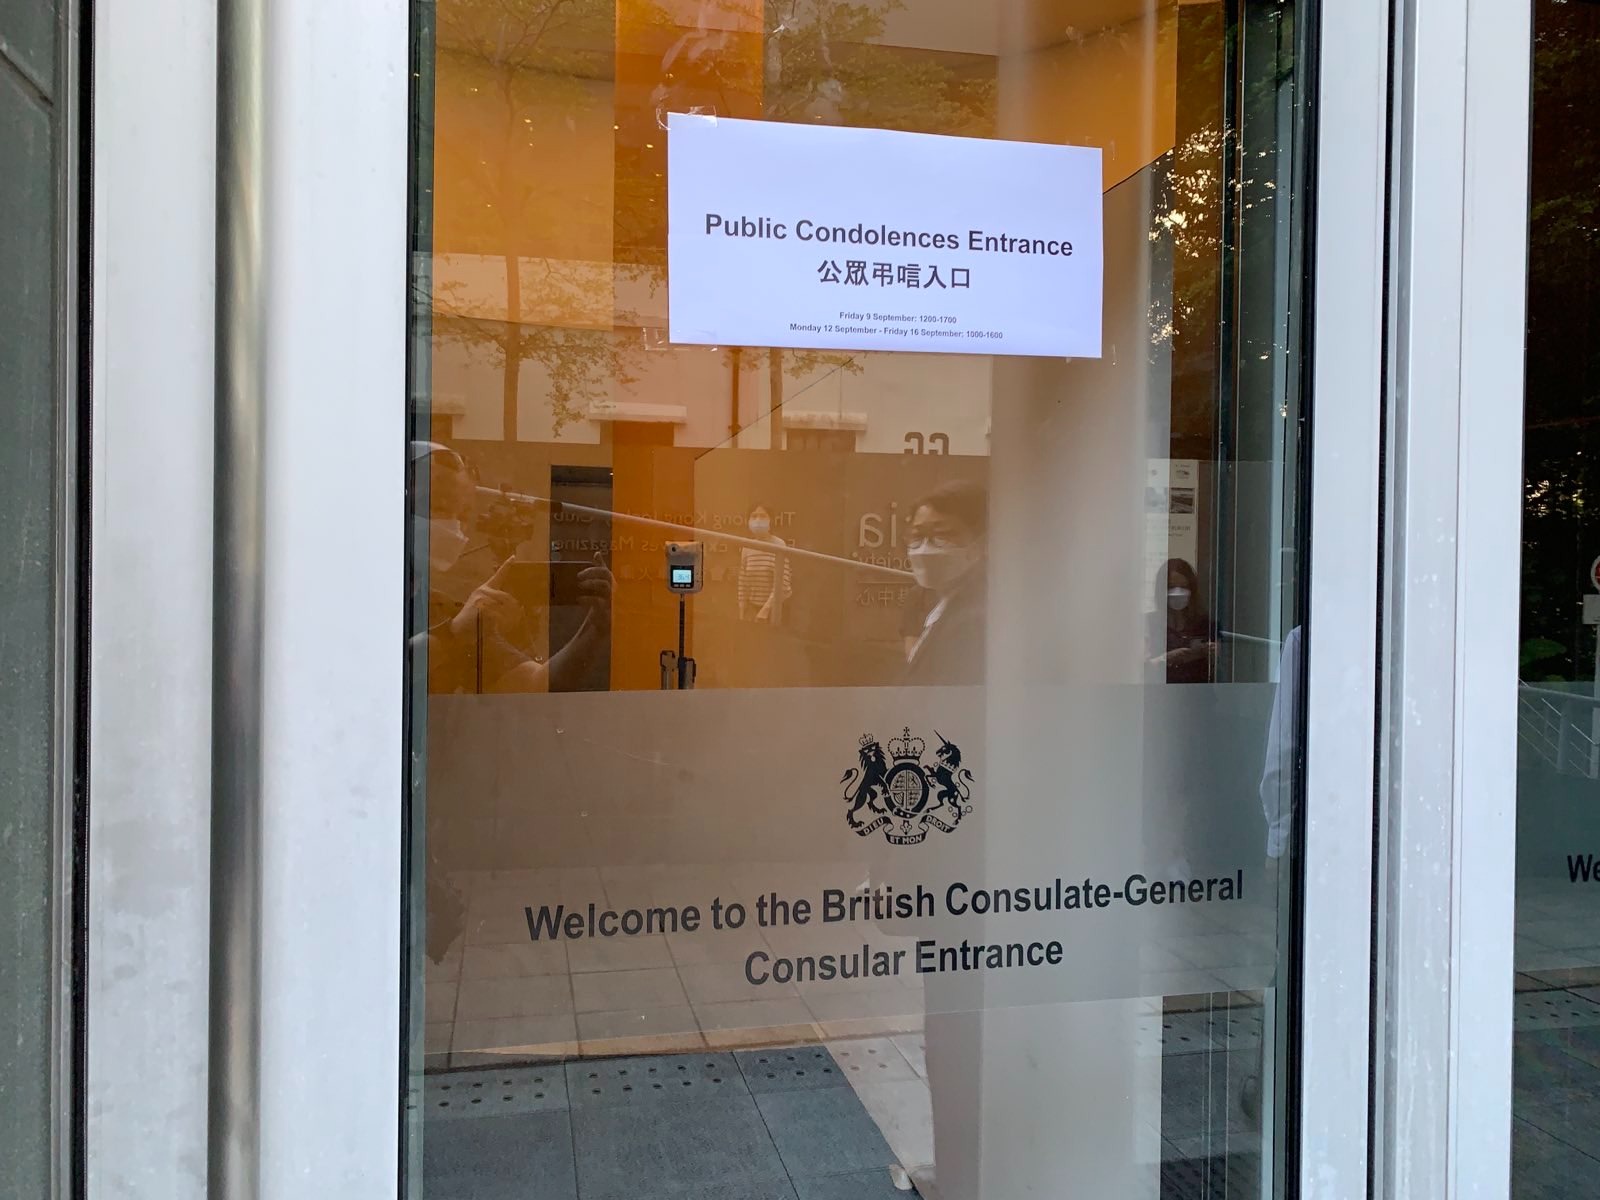 Public Condolences Entrance
公眾弔唁入口
Friday 9 September: 1200-1700
Monday 12 September - Friday 16 September: 1000-1600
DIEU ET MON DROIT
Welcome to the British Consulate-General
Consular Entrance
We